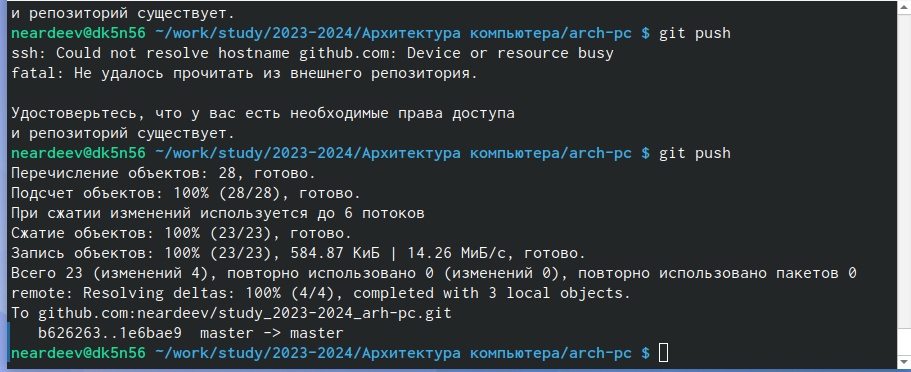 и репозиторий существует.
neardeev@dk5n56 ~/work/study/2023-2024/Архитектура компьютера/arch-pc $ git push
ssh: Could not resolve hostname github.com: Device or resource busy
fatal: Не удалось прочитать из внешнего репозитория.
Удостоверьтесь, что у вас есть необходимые права доступа
и репозиторий существует.
neardeev@dk5n56 ~/work/study/2023-2024/Архитектура компьютера/arch-pc $ git push
Перечисление объектов: 28, готово.
Подсчет объектов: 100% (28/28), готово.
При сжатии изменений используется до 6 потоков
Сжатие объектов: 100% (23/23), готово.
Запись объектов: 100% (23/23), 584.87 КиБ | 14.26 МиБ/с, готово.
Всего 23 (изменений 4), повторно использовано 0 (изменений 0), повторно использовано пакетов 0
remote: Resolving deltas: 100% (4/4), completed with 3 local objects.
To github.com:neardeev/study_2023-2024_arh-pc.git
b626263..1e6bae9  master -> master
neardeev@dk5n56 ~/work/study/2023-2024/Архитектура компьютера/arch-pc $